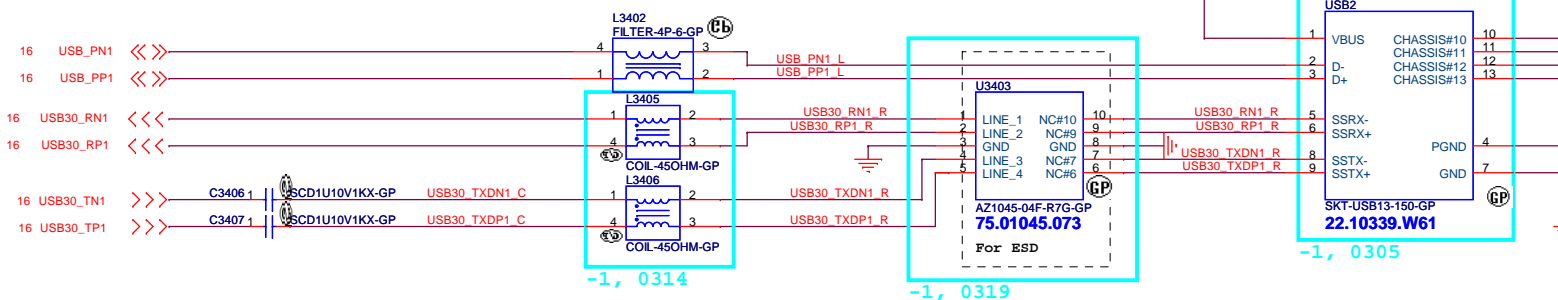 L3402
FILTER-4P-6-GP
16 USB_PN1
4 3
USB_PN1_L
16 USB_PP1
1 2
USB_PP1_L
L3405
16 USB30_RN1
1 2
USB30_RN1_R
16 USB30_RP1
4 3
USB30_RP1_R
COIL-45OHM-GP
L3406
C3406 1
SCD1U10V1KX-GP
16 USB30_TN1
USB30_TXDN1_C
1 2
USB30_TXDN1_R
C3407 1
SCD1U10V1KX-GP
16 USB30_TP1
USB30_TXDP1_C
4 3
USB30_TXDP1_R
COIL-45OHM-GP
-1, 0314
U3403
1 LINE_1 NC#10 10
2 LINE_2 NC#9 9
3 GND GND 8
4 LINE_3 NC#7 7
5 LINE_4 NC#6 6
GP
AZ1045-04F-R7G-GP
75.01045.073
For ESD
-1, 0319
USB30_RN1_R
USB30_RP1_R
USB30_TXDN1_R
USB30_TXDP1_R
USB2
1 VBUS CHASSIS#10 10
CHASSIS#11 11
2 D- CHASSIS#12 12
3 D+ CHASSIS#13 13
5 SSRX-
6 SSRX+
PGND 4
8 SSTX-
9 SSTX+ GND 7
GP
SKT-USB13-150-GP
22.10339.W61
-1, 0305